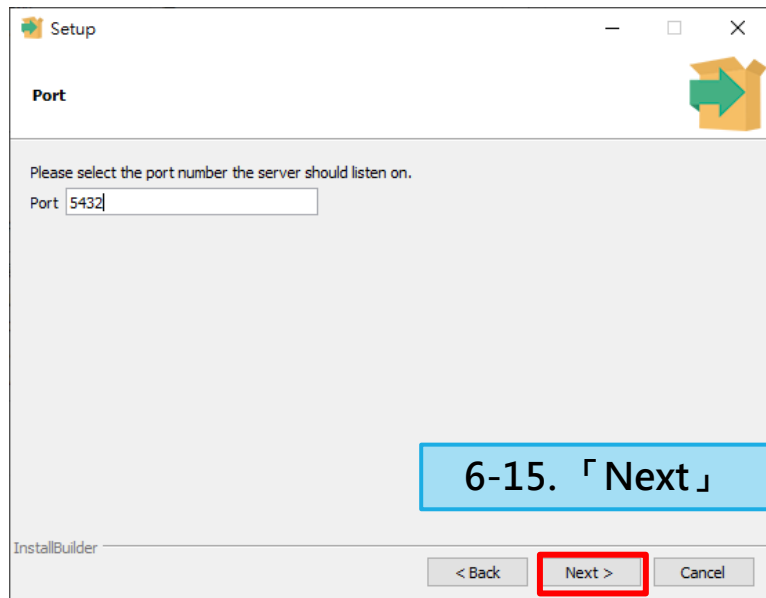 Setup
Port
Please select the port number the server should listen on.
Port 5432
6-15.「Next」
InstallBuilder
< Back Next > Cancel